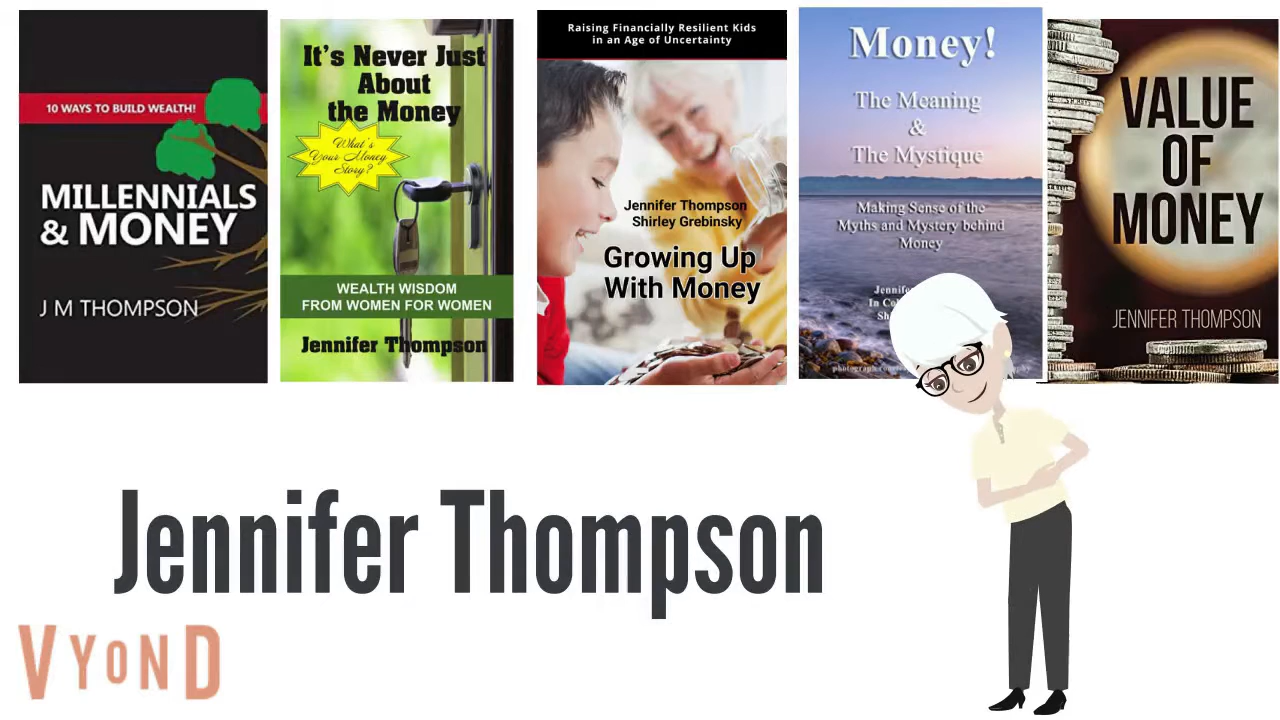 10 WAYS TO BUILD WEALTH!
MILLENNIALS
& MONEY
J M THOMPSON
It's Never Just
About
the Money
What's
Your Money
Story?
WEALTH WISDOM
FROM WOMEN FOR WOMEN
Jennifer Thompson
Raising Financially Resilient Kids
in an Age of Uncertainty
Jennifer Thompson
Shirley Grebinsky
Growing Up
With Money
Money!
The Meaning
&
The Mystique
Making Sense of the
Myths and Mystery behind
Money
In
VALUE
OF
MONEY
JENNIFER THOMPSON
Jennifer Thompson
VYOND